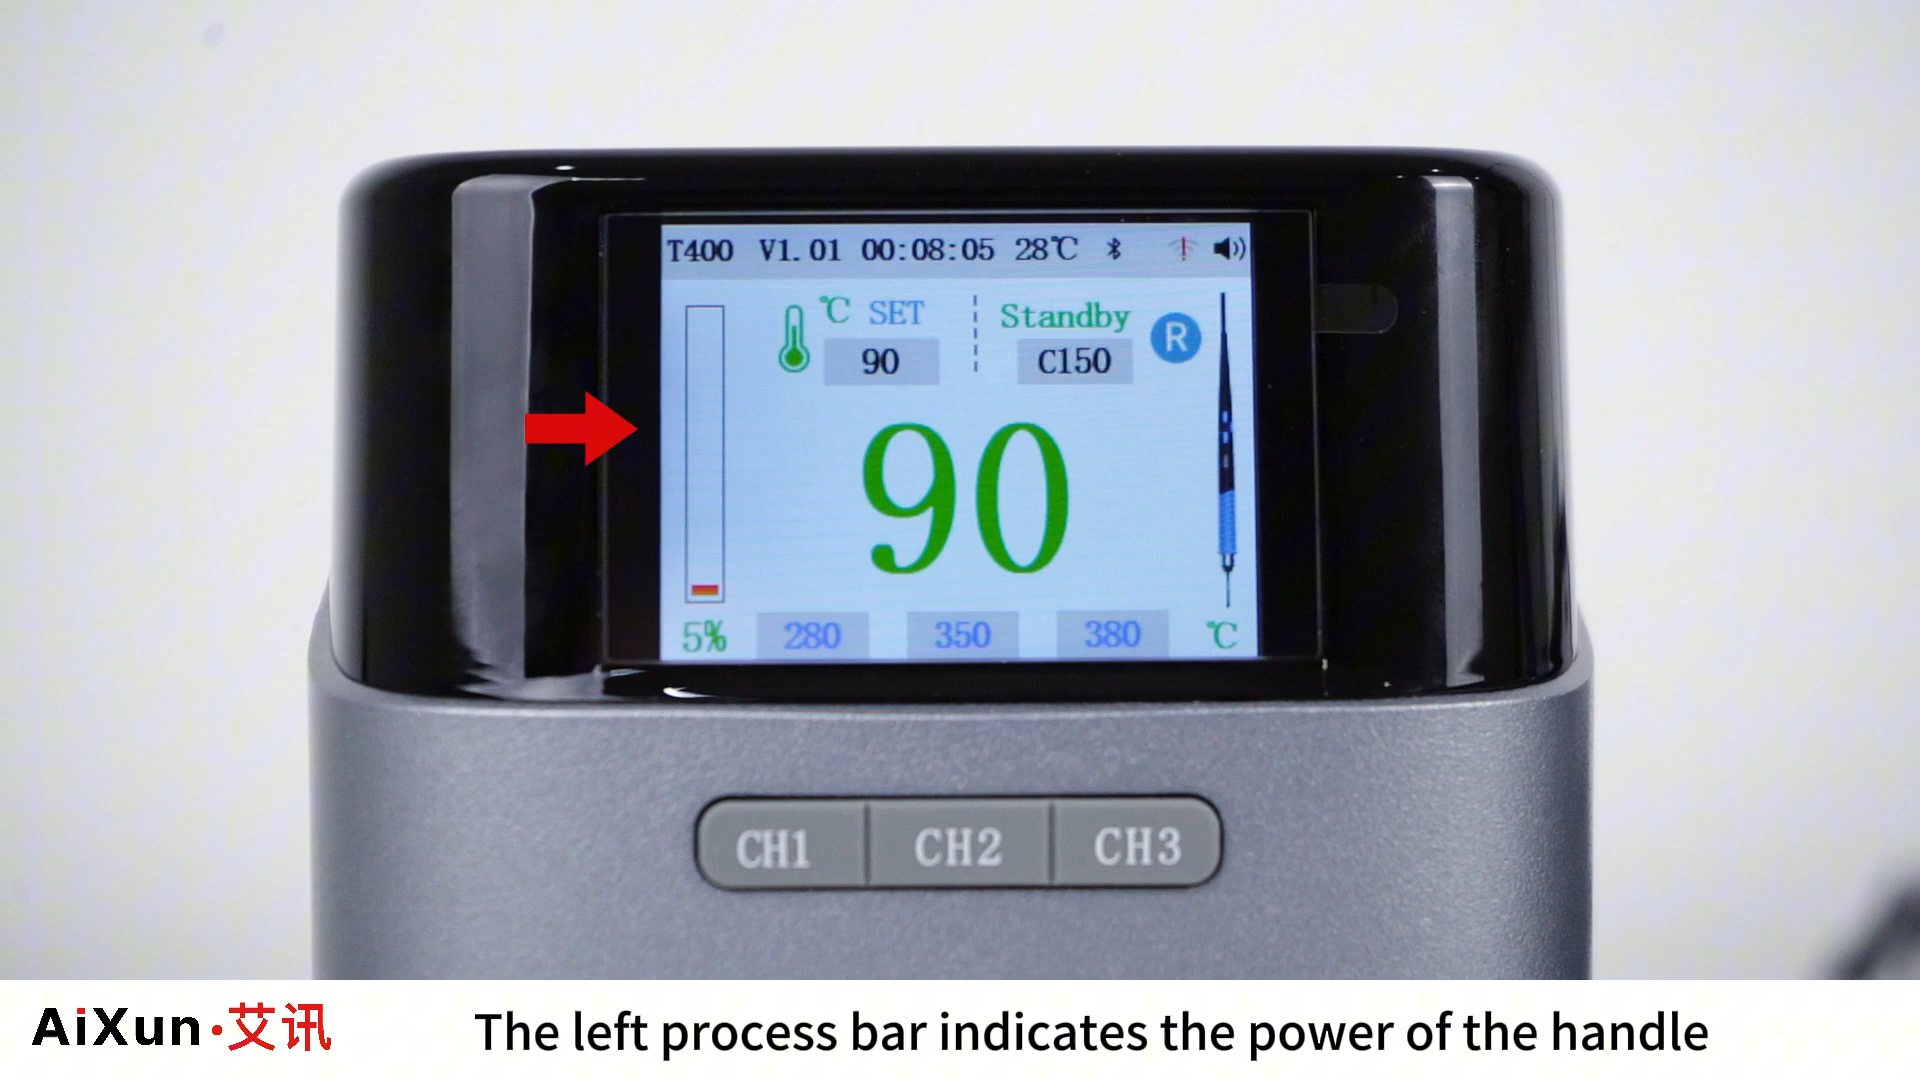 T400 V1.01 00:08:05 28℃
℃ SET Standby R
90 C150
90
5% 280 350 380 ℃
CH1 CH2 CH3
AiXun·艾讯 The left process bar indicates the power of the handle